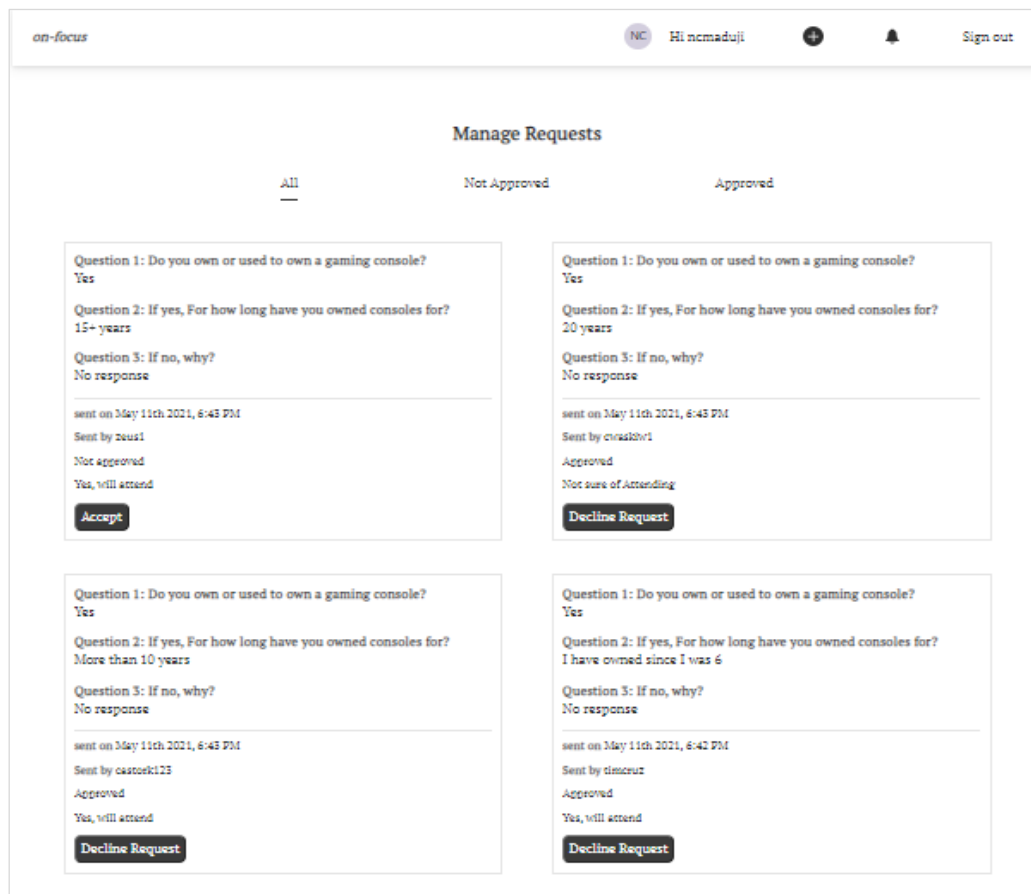 on-focus
NC Hi ncmaduji Sign out
Manage Requests
All Not Approved Approved
Question 1: Do you own or used to own a gaming console?
Yes
Question 2: If yes, For how long have you owned consoles for?
15+ years
Question 3: If no, why?
No response
sent on May 11th 2021, 6:43 PM
Sent by zeus1
Not approved
Yes, will attend
Accept
Question 1: Do you own or used to own a gaming console?
Yes
Question 2: If yes, For how long have you owned consoles for?
20 years
Question 3: If no, why?
No response
sent on May 11th 2021, 6:43 PM
Sent by cwaskiw1
Approved
Not sure of Attending
Decline Request
Question 1: Do you own or used to own a gaming console?
Yes
Question 2: If yes, For how long have you owned consoles for?
More than 10 years
Question 3: If no, why?
No response
sent on May 11th 2021, 6:43 PM
Sent by
Approved
Yes, will attend
Decline Request
Question 1: Do you own or used to own a gaming console?
Yes
Question 2: If yes, For how long have you owned consoles for?
I have owned since I was 6
Question 3: If no, why?
No response
sent on May 11th 2021, 6:42 PM
Sent by timcruz
Approved
Yes, will attend
Decline Request